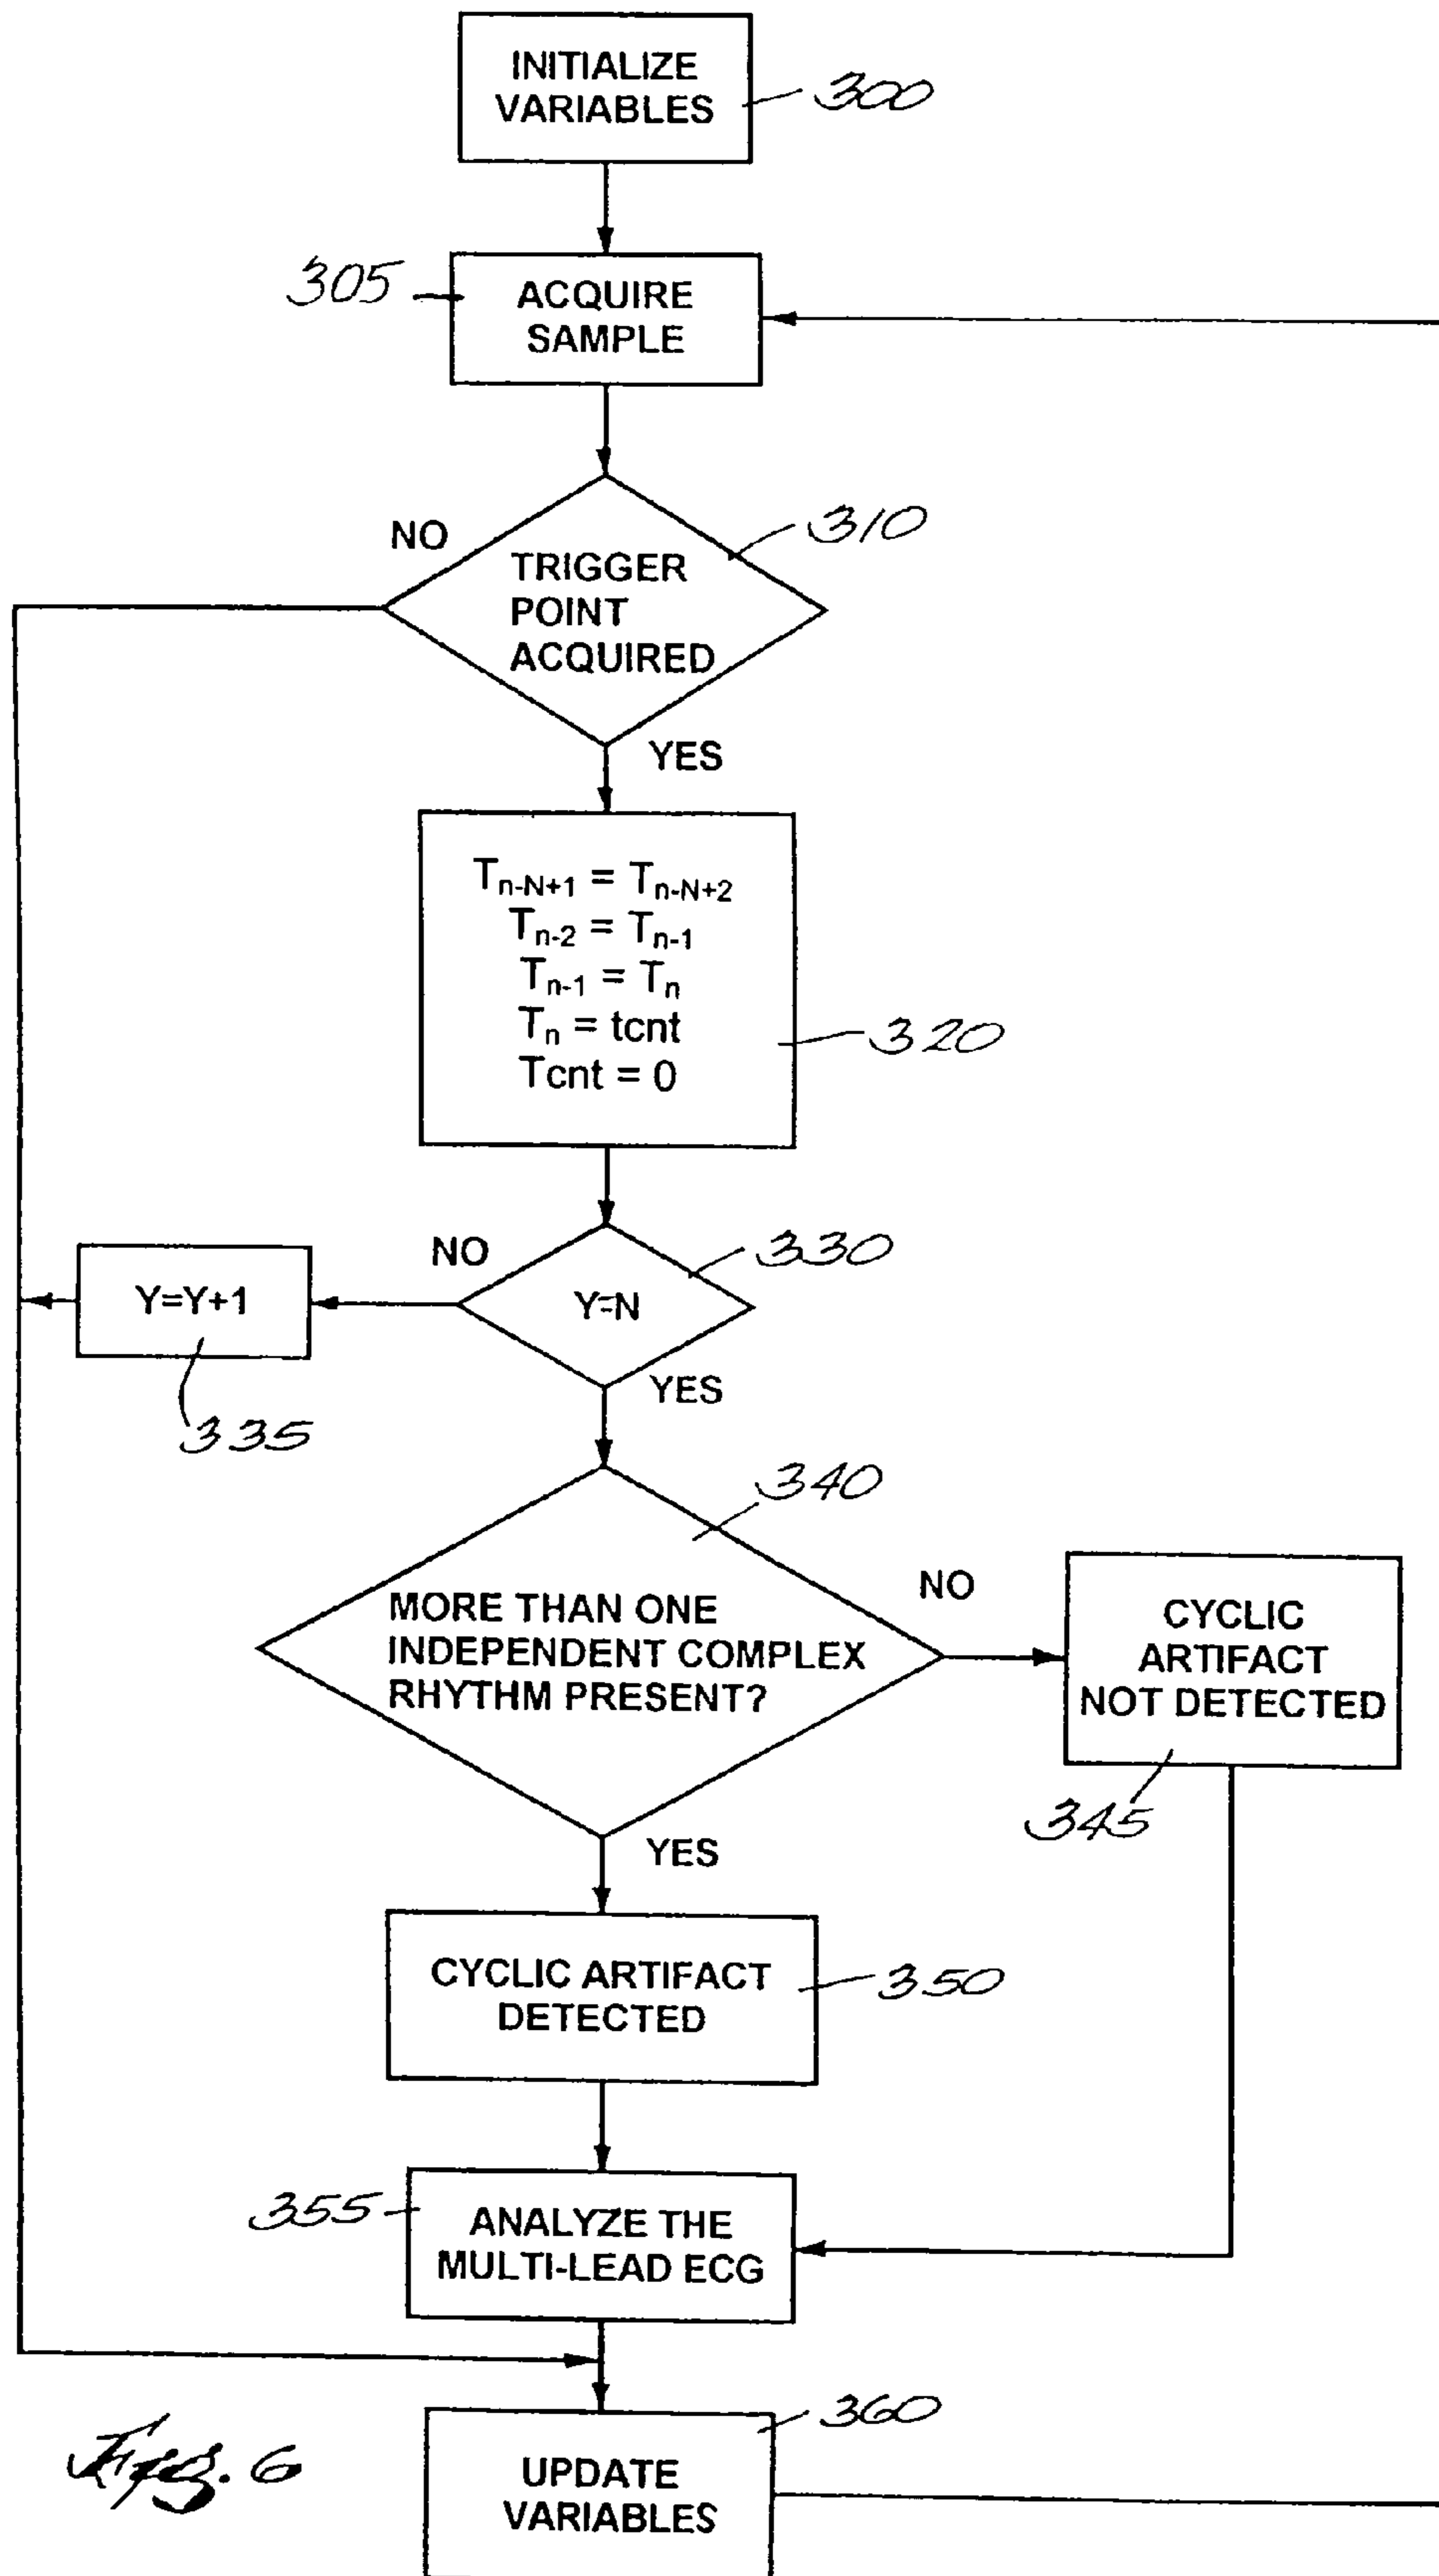 INITIALIZE
VARIABLES
300
305
ACQUIRE
SAMPLE
NO
310
TRIGGER
POINT
ACQUIRED
YES
Tn-N+1 = Tn-N+2
Tn-2 = Tn-1
Tn-1 = Tn
Tn = tcnt
Tcnt = 0
320
NO
330
Y=N
Y=Y+1
335
YES
340
MORE THAN ONE
INDEPENDENT COMPLEX
RHYTHM PRESENT?
NO
CYCLIC
ARTIFACT
NOT DETECTED
345
YES
CYCLIC ARTIFACT
DETECTED
350
355
ANALYZE THE
MULTI-LEAD ECG
360
UPDATE
VARIABLES
Fig. 6